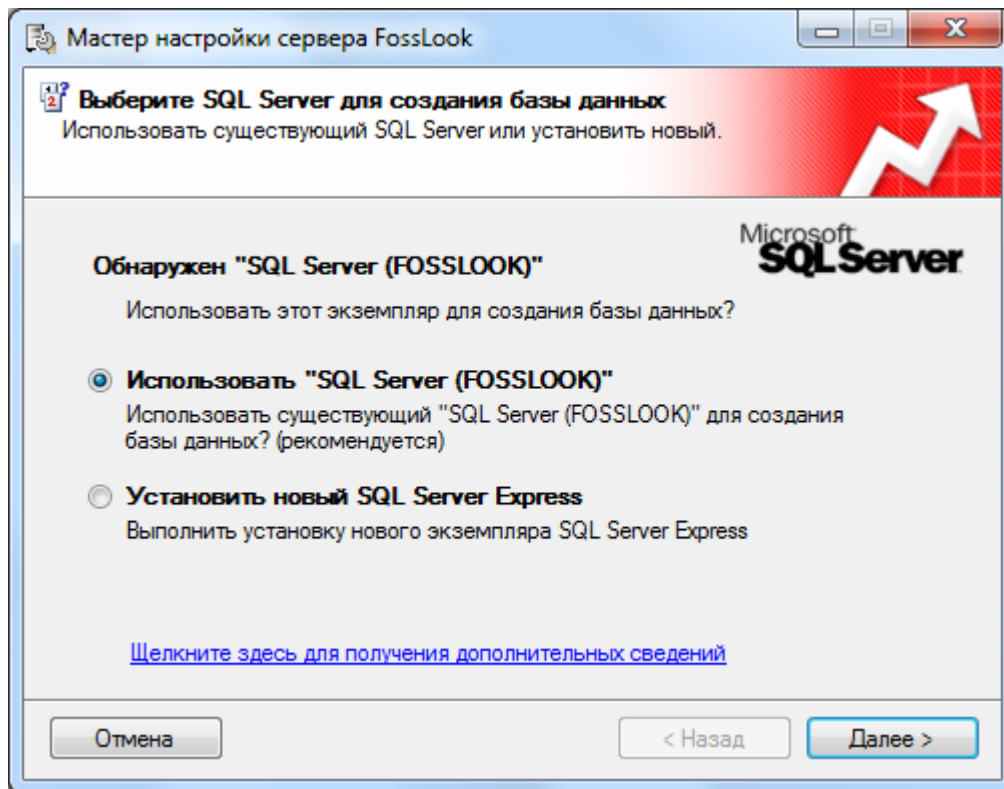 Мастер настройки сервера FossLook
Выберите SQL Server для создания базы данных
Использовать существующий SQL Server или установить новый.
Microsoft
SQL Server
Обнаружен "SQL Server (FOSSLOOK)"
Использовать этот экземпляр для создания базы данных?
Использовать "SQL Server (FOSSLOOK)"
Использовать существующий "SQL Server (FOSSLOOK)" для создания
базы данных? (рекомендуется)
Установить новый SQL Server Express
Выполнить установку нового экземпляра SQL Server Express
Щелкните здесь для получения дополнительных сведений
Отмена
< Назад
Далее >